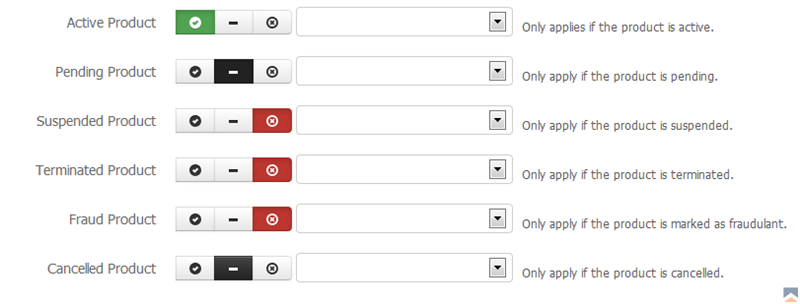 Active Product Only applies if the product is active.
Pending Product Only apply if the product is pending.
Suspended Product Only apply if the product is suspended.
Terminated Product Only apply if the product is terminated.
Fraud Product Only apply if the product is marked as fraudulant.
Cancelled Product Only apply if the product is cancelled.